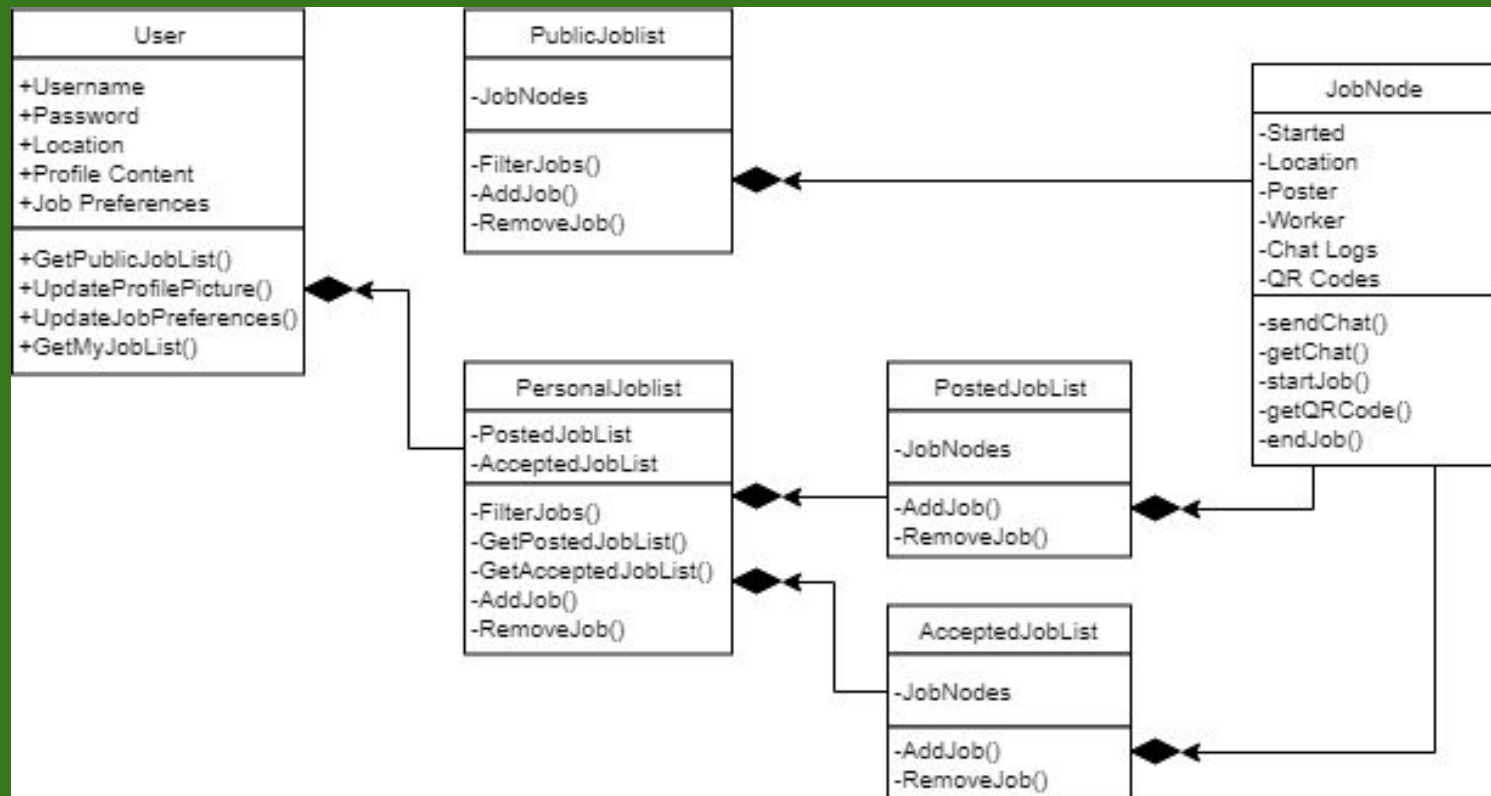 User
+Username
+Password
+Location
+Profile Content
+Job Preferences
+GetPublicJobList()
+UpdateProfilePicture()
+UpdateJobPreferences()
+GetMyJobList()
PublicJoblist
-JobNodes
-FilterJobs()
-AddJob()
-RemoveJob()
JobNode
-Started
-Location
-Poster
-Worker
-Chat Logs
-QR Codes
-sendChat()
-getChat()
-startJob()
-getQRCode()
-endJob()
PersonalJoblist
-PostedJobList
-AcceptedJobList
-FilterJobs()
-GetPostedJobList()
-GetAcceptedJobList()
-AddJob()
-RemoveJob()
PostedJobList
-JobNodes
-AddJob()
-RemoveJob()
AcceptedJobList
-JobNodes
-AddJob()
-RemoveJob()